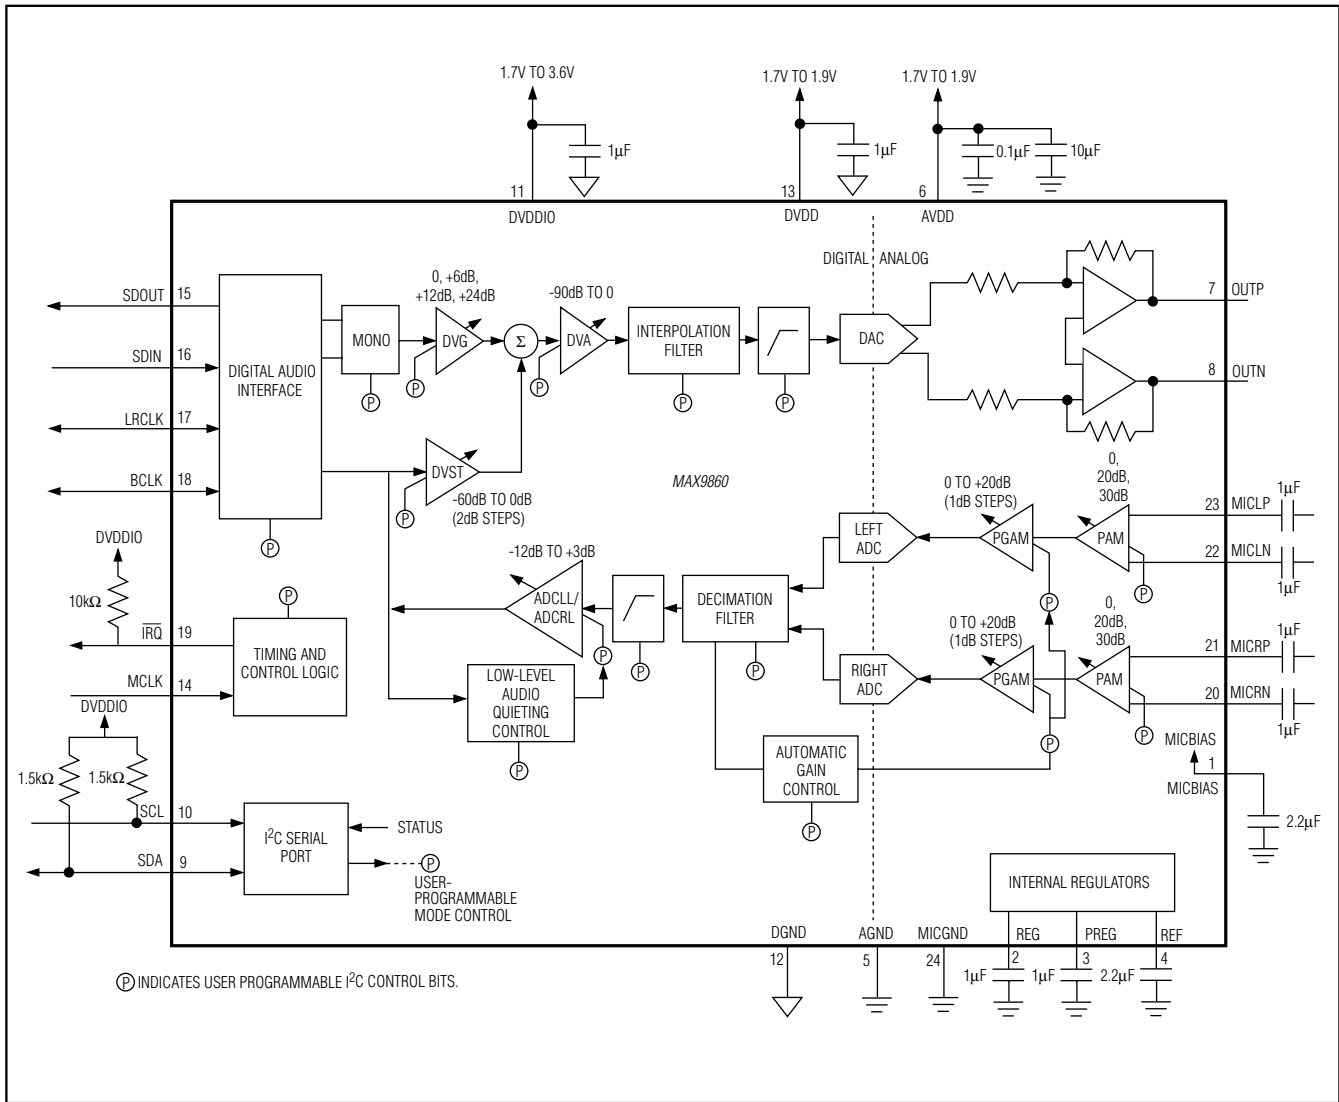 1.7V TO 3.6V
1.7V TO 1.9V
1.7V TO 1.9V
1µF
1µF
0.1µF
10µF
11
13
6
DVDDIO
DVDD
AVDD
DIGITAL
ANALOG
SDOUT
15
SDIN
16
LRCLK
17
BCLK
18
DIGITAL AUDIO
INTERFACE
P
MONO
P
0, +6dB,
+12dB, +24dB
DVG
P
Σ
-90dB TO 0
DVA
P
INTERPOLATION
FILTER
P
P
DAC
7
OUTP
8
OUTN
DVST
P
-60dB TO 0dB
(2dB STEPS)
MAX9860
0 TO +20dB
(1dB STEPS)
0,
20dB,
30dB
LEFT
ADC
PGAM
P
PAM
P
23
MICLP
1µF
22
MICLN
1µF
DVDDIO
10kΩ
IRQ
19
MCLK
14
P
TIMING AND
CONTROL LOGIC
-12dB TO +3dB
ADCLL/
ADCRL
P
P
DECIMATION
FILTER
P
LOW-LEVEL
AUDIO
QUIETING
CONTROL
P
0 TO +20dB
(1dB STEPS)
0,
20dB,
30dB
RIGHT
ADC
PGAM
P
PAM
P
21
MICRP
1µF
20
MICRN
1µF
AUTOMATIC
GAIN
CONTROL
P
MICBIAS
1
MICBIAS
2.2µF
DVDDIO
1.5kΩ
1.5kΩ
SCL
10
SDA
9
I²C SERIAL
PORT
STATUS
P
USER-
PROGRAMMABLE
MODE CONTROL
INTERNAL REGULATORS
DGND
AGND
MICGND
REG
PREG
REF
12
5
24
2
3
4
1µF
1µF
2.2µF
P INDICATES USER PROGRAMMABLE I²C CONTROL BITS.